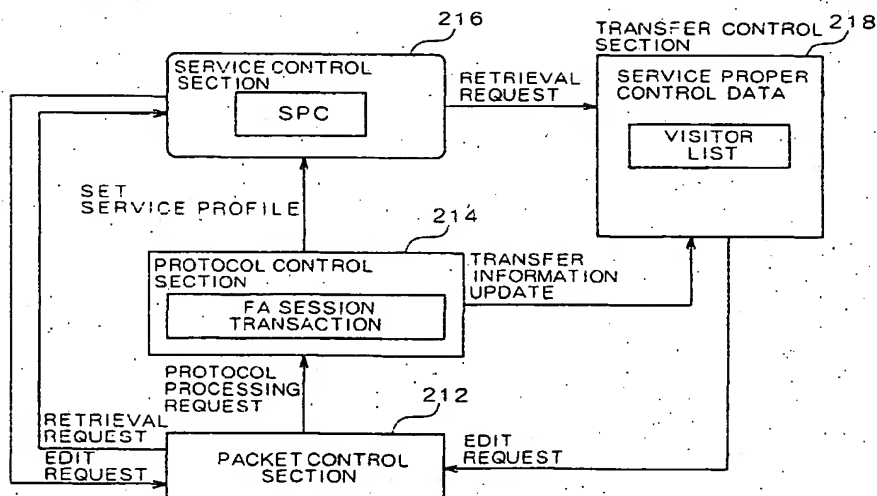 216
SERVICE CONTROL
SECTION
SPC
RETRIEVAL
REQUEST
TRANSFER CONTROL
SECTION
218
SERVICE PROPER
CONTROL DATA
VISITOR
LIST
SET
SERVICE PROFILE
214
PROTOCOL CONTROL
SECTION
FA SESSION
TRANSACTION
TRANSFER
INFORMATION
UPDATE
PROTOCOL
PROCESSING
REQUEST
212
RETRIEVAL
REQUEST
EDIT
REQUEST
PACKET CONTROL
SECTION
EDIT
REQUEST